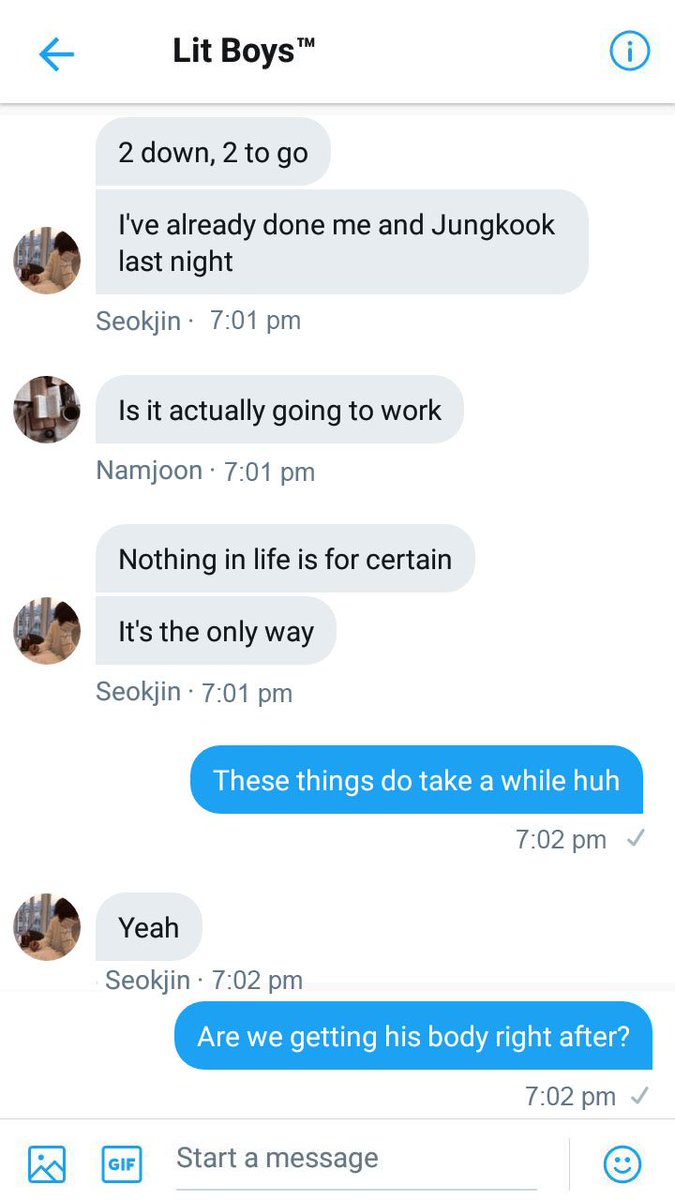 Lit Boys™
2 down, 2 to go
I've already done me and Jungkook
last night
Seokjin · 7:01 pm
Is it actually going to work
Namjoon · 7:01 pm
Nothing in life is for certain
It's the only way
Seokjin · 7:01 pm
These things do take a while huh
7:02 pm
Yeah
Seokjin · 7:02 pm
Are we getting his body right after?
7:02 pm
GIF
Start a message